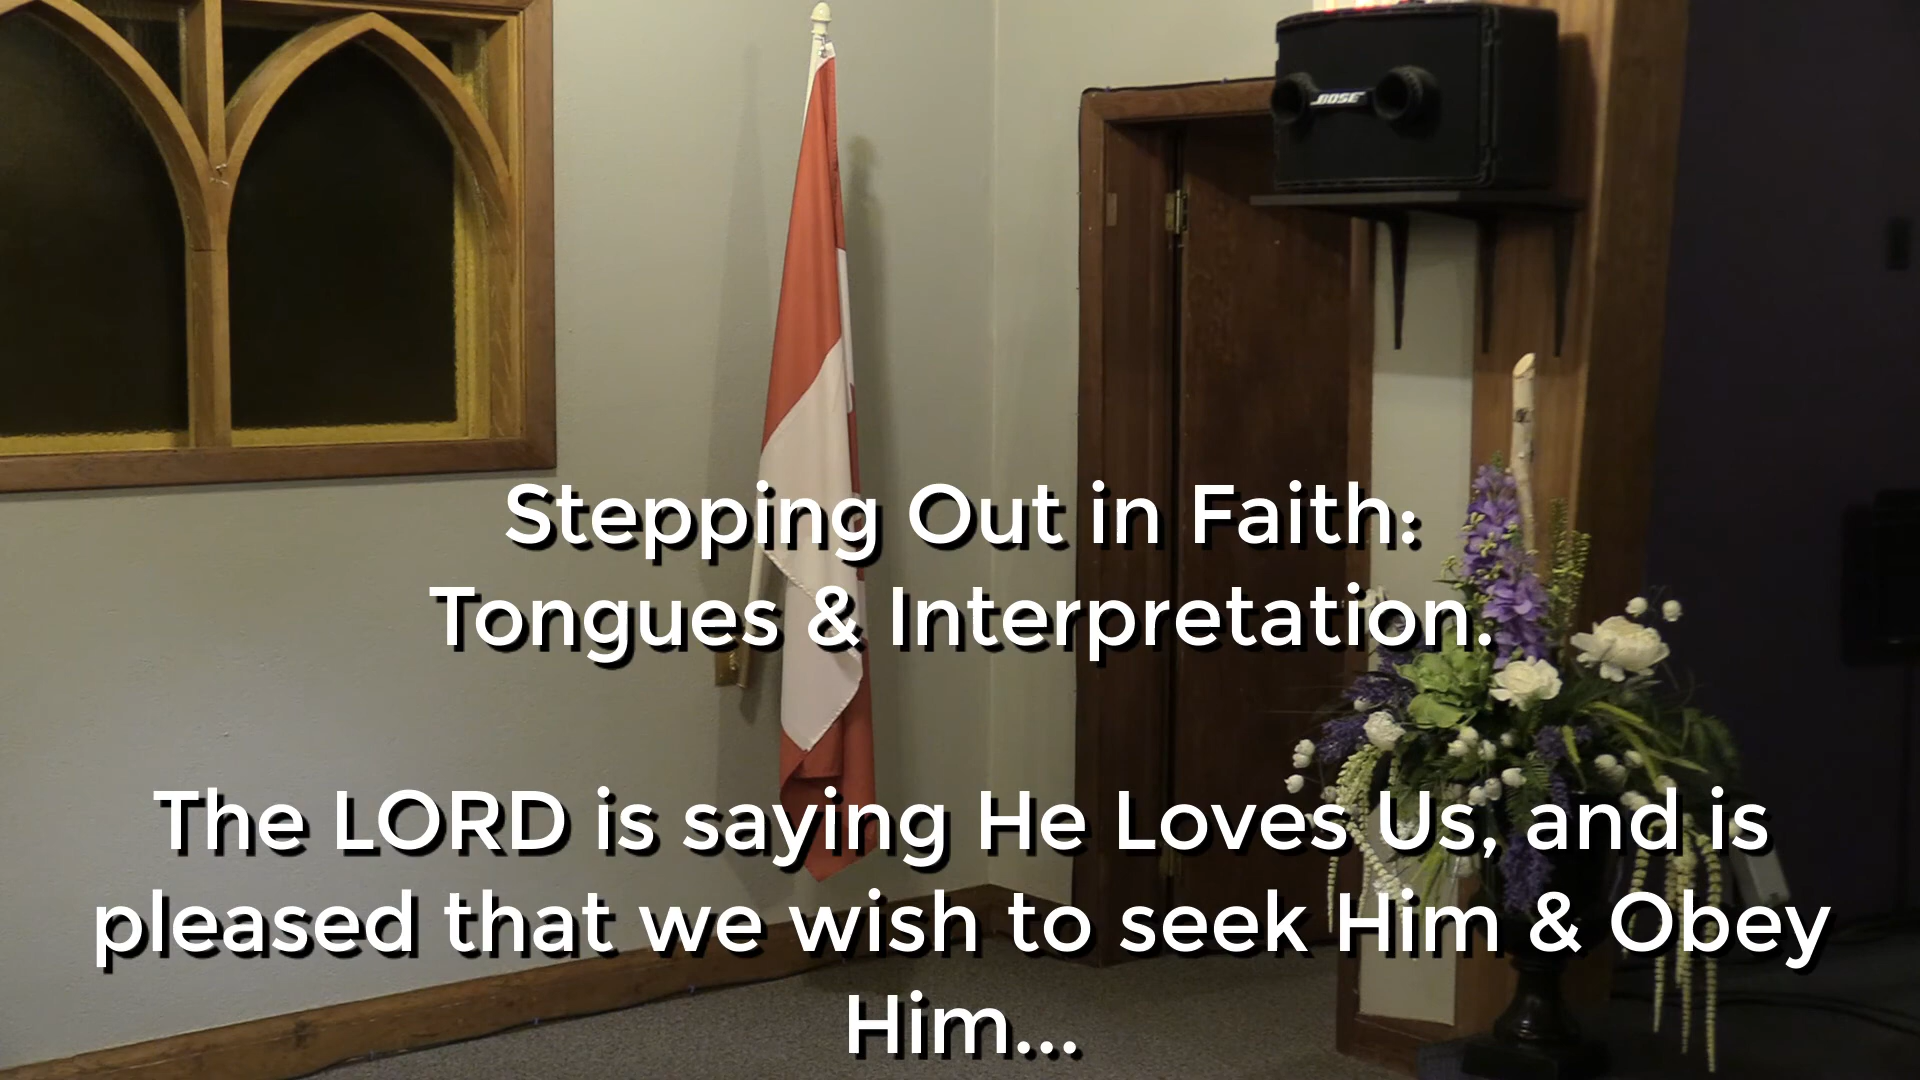 BOSE
Stepping Out in Faith:
Tongues & Interpretation.
The LORD is saying He Loves Us, and is
pleased that we wish to seek Him & Obey
Him...